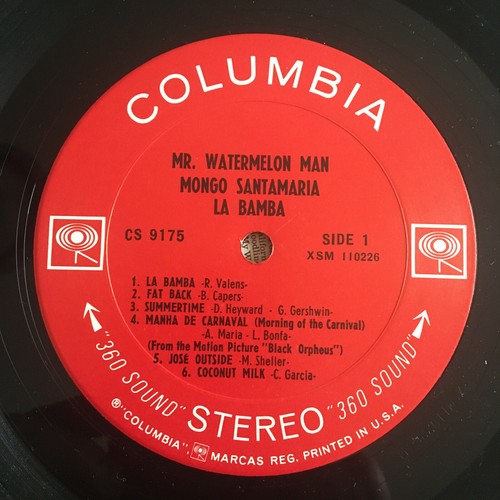 COLUMBIA
MR. WATERMELON MAN
MONGO SANTAMARIA
LA BAMBA
CS 9175
SIDE 1
XSM 110226
1. LA BAMBA -R. Valens-
2. FAT BACK -B. Capers-
3. SUMMERTIME -D. Heyward - G. Gershwin-
4. MANHA DE CARNAVAL (Morning of the Carnival)
-A. Maria - L. Bonfa-
(From the Motion Picture "Black Orpheus")
5. JOSÉ OUTSIDE -M. Sheller-
6. COCONUT MILK -C. Garcia-
"360 SOUND" STEREO "360 SOUND"
® "COLUMBIA", MARCAS REG. PRINTED IN U.S.A.